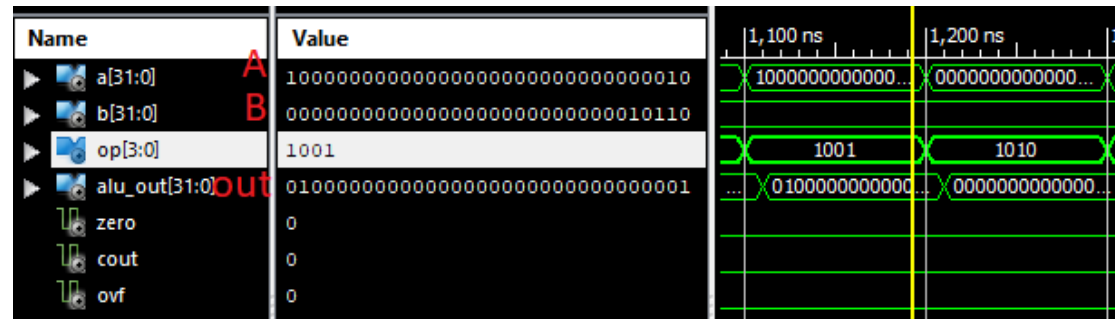 Name Value
1,100 ns 1,200 ns
A
a[31:0] 10000000000000000000000000000010 1000000000000... 0000000000000...
B
b[31:0] 00000000000000000000000000010110
op[3:0] 1001 1001 1010
alu_out[31:0] out 01000000000000000000000000000001 ... 0100000000000... 0000000000000...
zero 0
cout 0
ovf 0